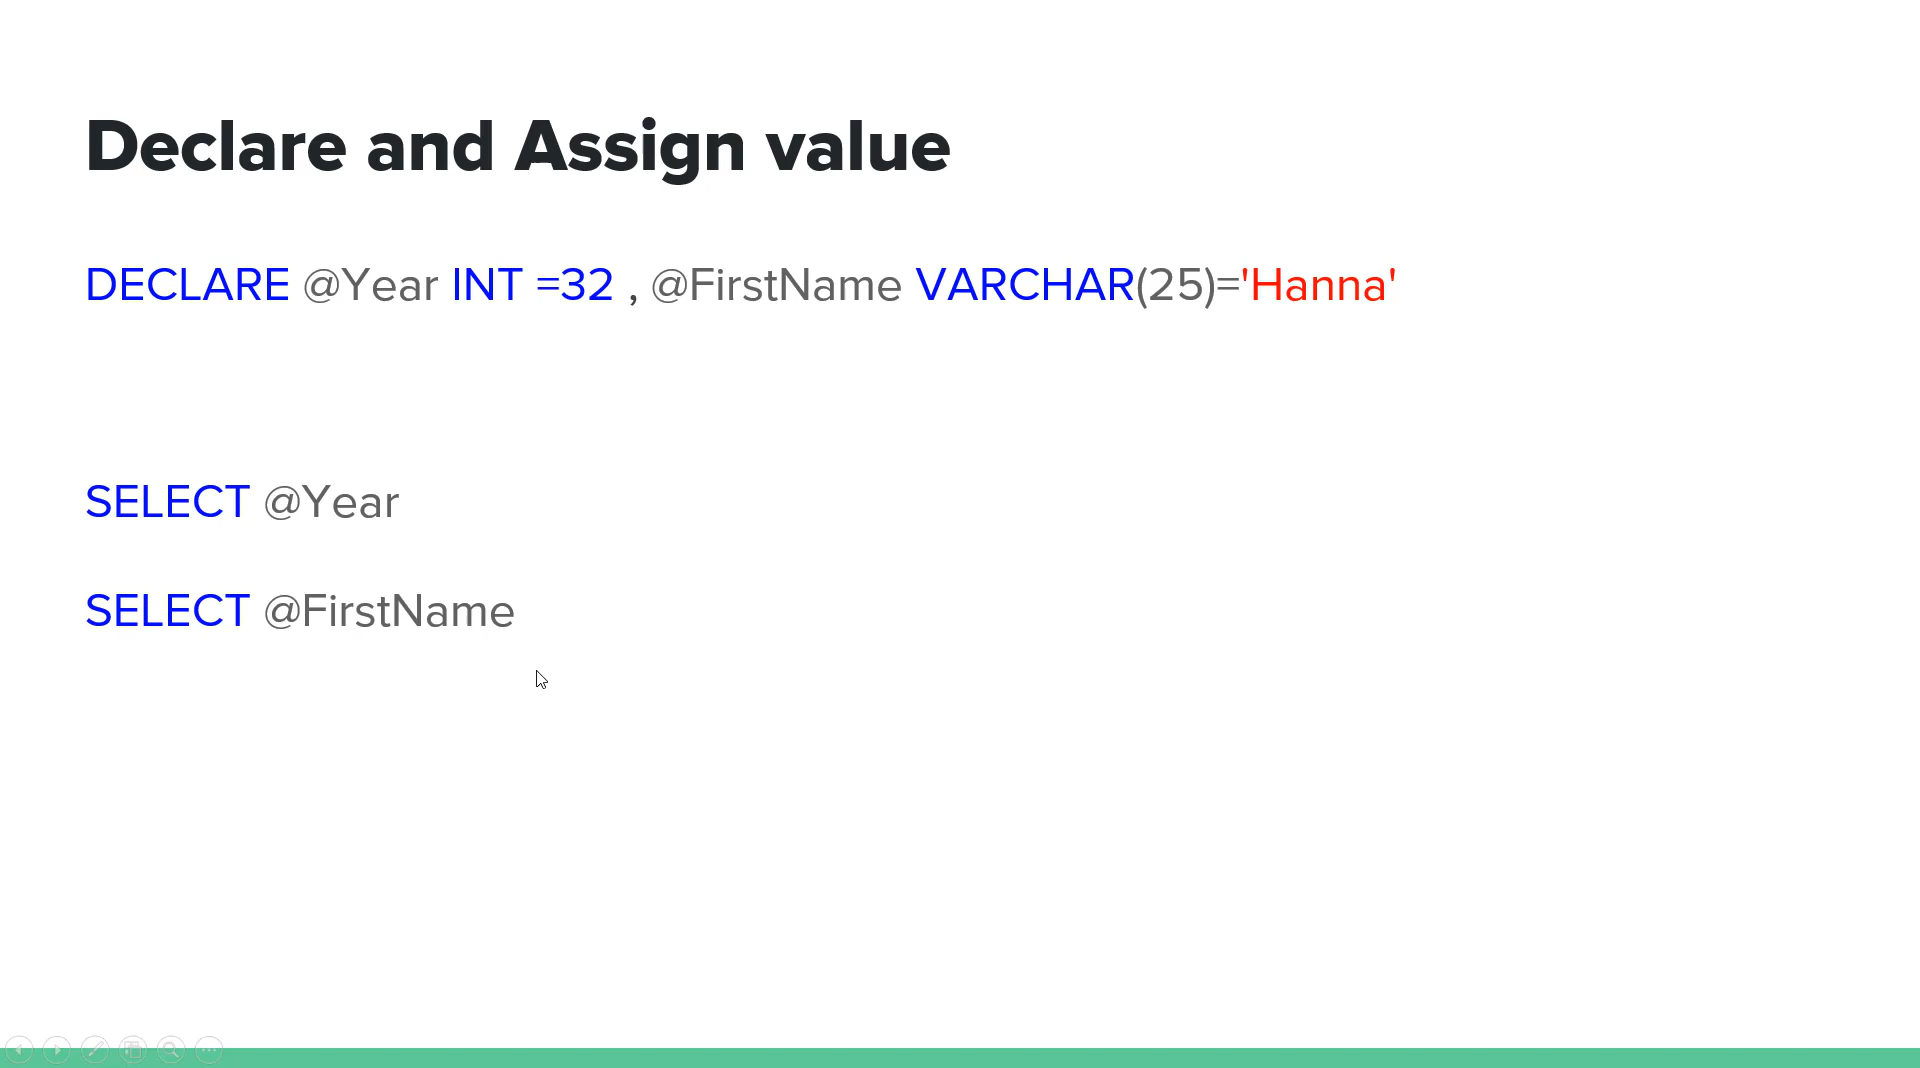 Declare and Assign value
DECLARE @Year INT =32 , @FirstName VARCHAR(25)='Hanna'
SELECT @Year
SELECT @FirstName